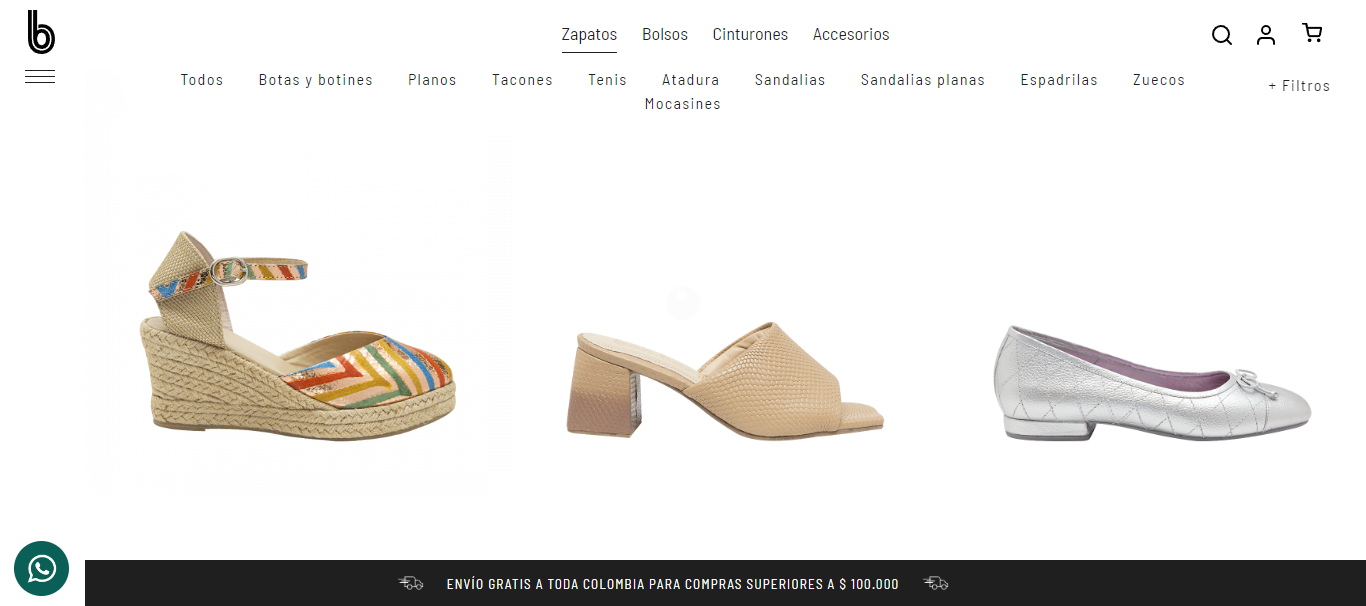 b
Zapatos Bolsos Cinturones Accesorios
Todos Botas y botines Planos Tacones Tenis Atadura Sandalias Sandalias planas Espadrilas Zuecos
Mocasines
+ Filtros
ENVÍO GRATIS A TODA COLOMBIA PARA COMPRAS SUPERIORES A $ 100.000